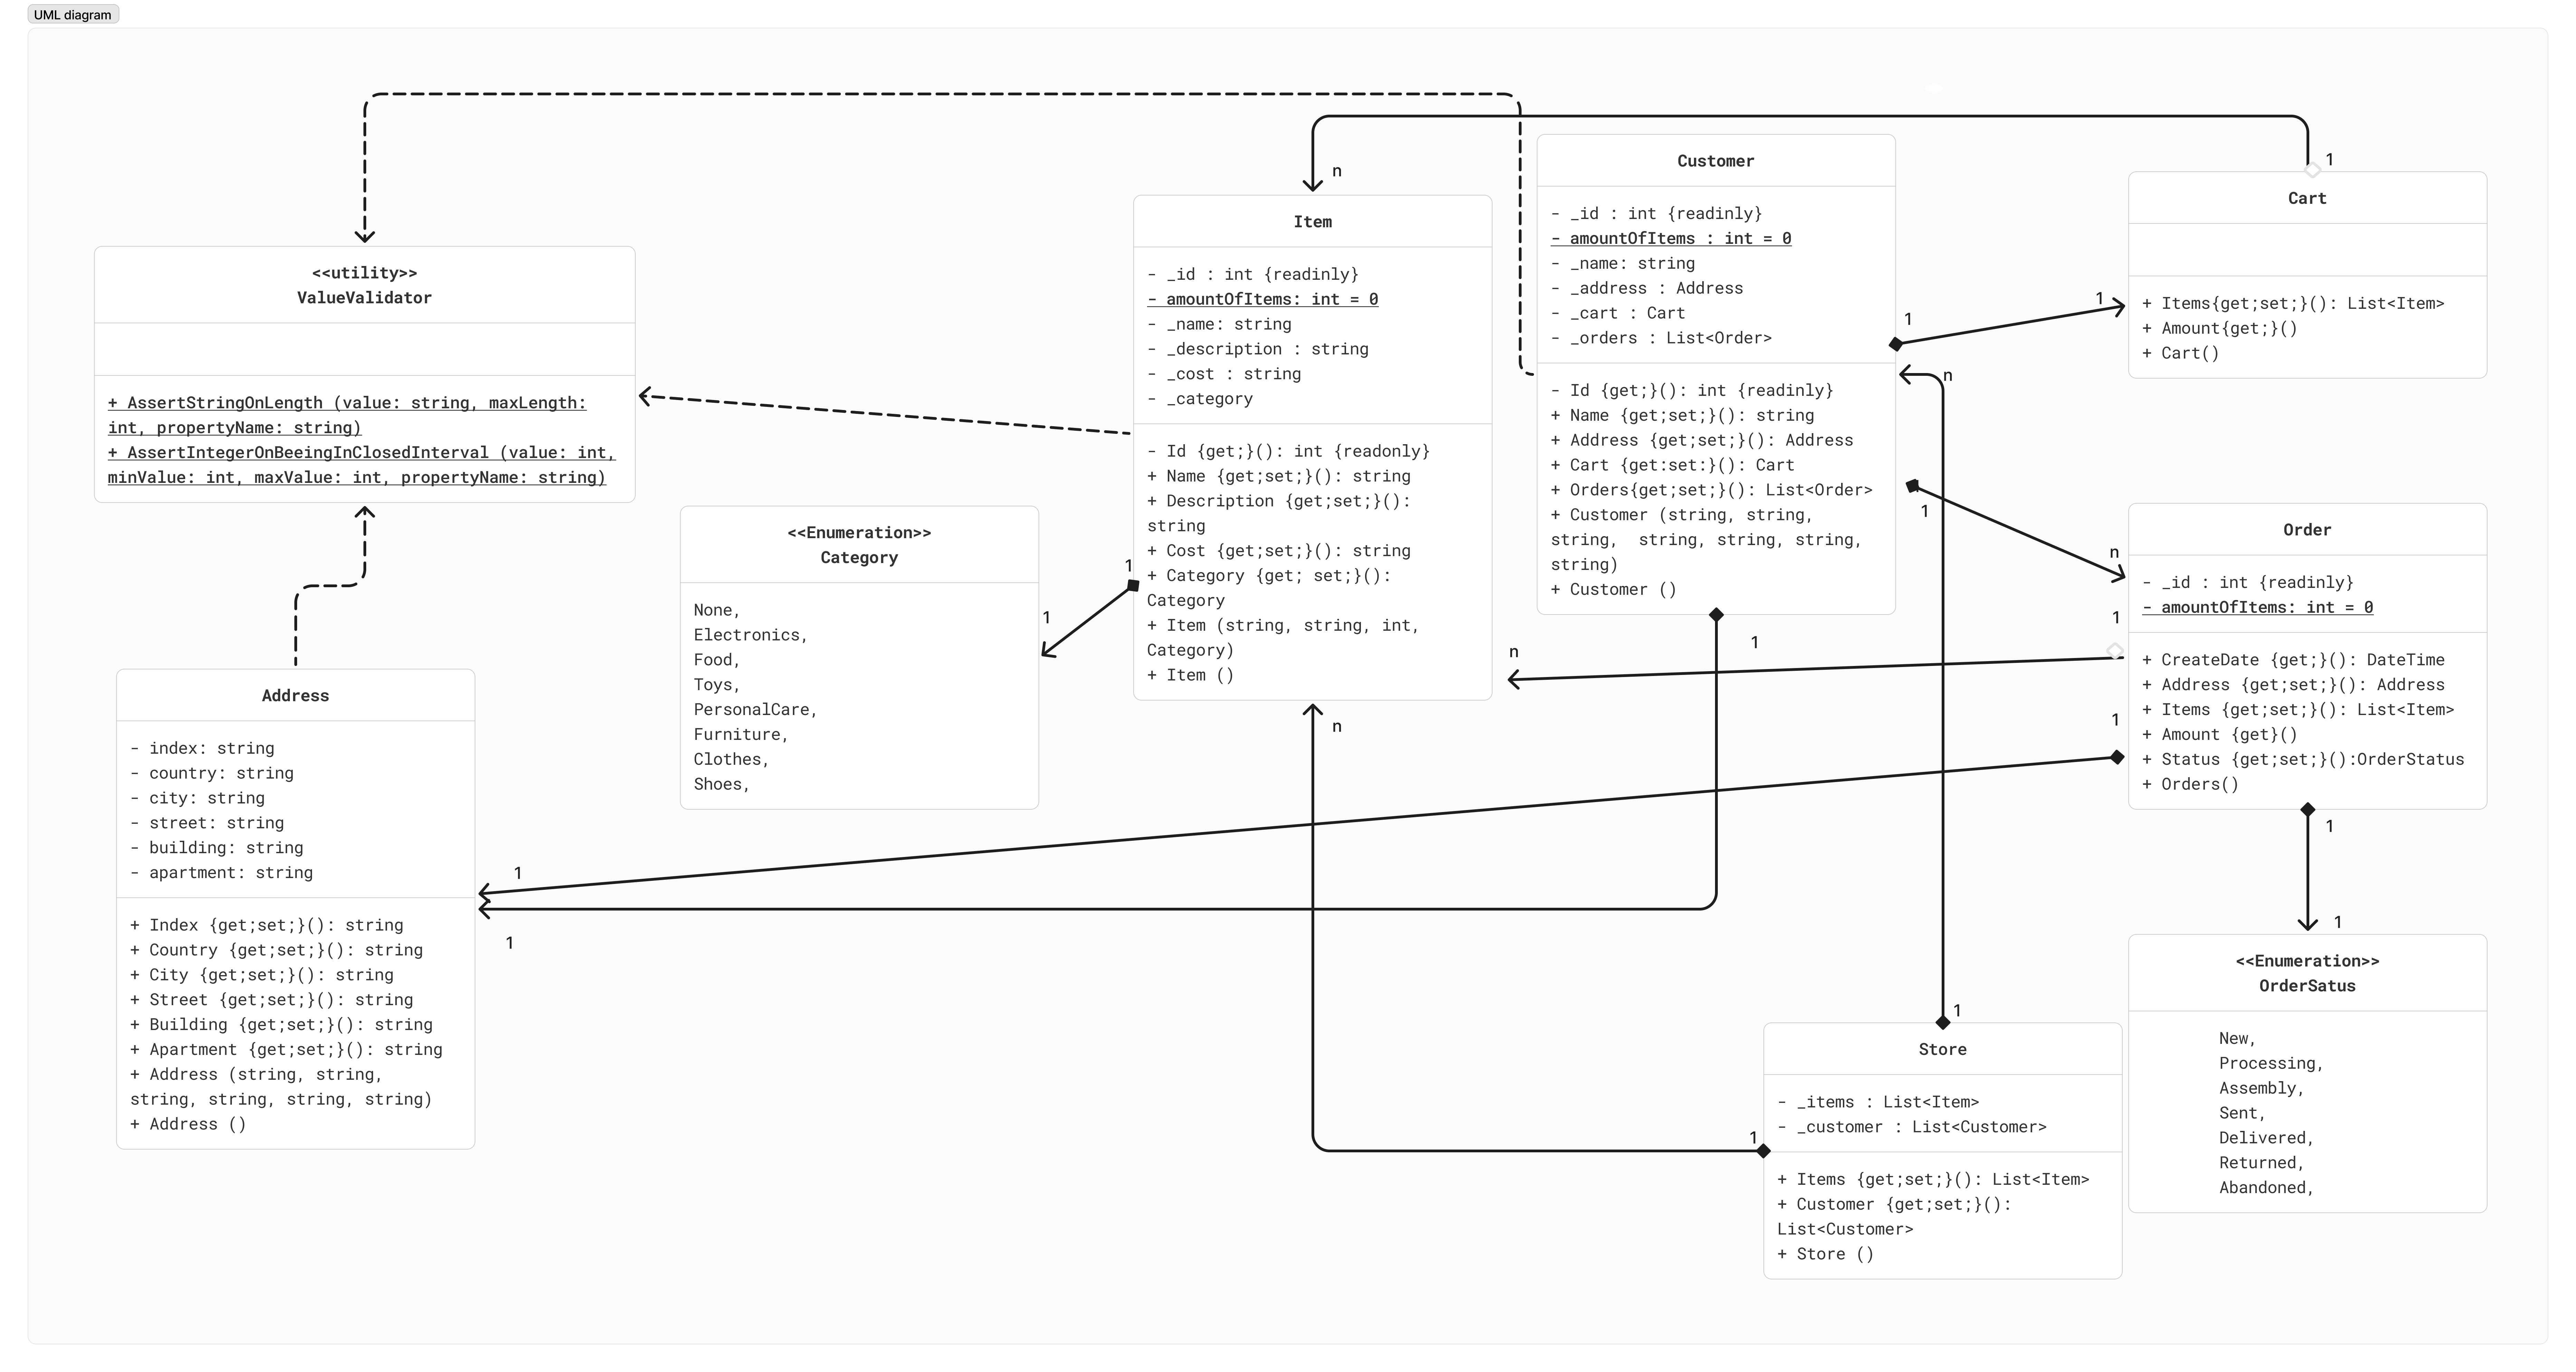 UML diagram
<<utility>>
ValueValidator
+ AssertStringOnLength (value: string, maxLength:
int, propertyName: string)
+ AssertIntegerOnBeeingInClosedInterval (value: int,
minValue: int, maxValue: int, propertyName: string)
Address
- index: string
- country: string
- city: string
- street: string
- building: string
- apartment: string
+ Index {get;set;}(): string
+ Country {get;set;}(): string
+ City {get;set;}(): string
+ Street {get;set;}(): string
+ Building {get;set;}(): string
+ Apartment {get;set;}(): string
+ Address (string, string,
string, string, string, string)
+ Address ()
1
1
<<Enumeration>>
Category
None,
Electronics,
Food,
Toys,
PersonalCare,
Furniture,
Clothes,
Shoes,
1
1
n
Item
- _id : int {readinly}
- amountOfItems: int = 0
- _name: string
- _description : string
- _cost : string
- _category
- Id {get;}(): int {readonly}
+ Name {get;set;}(): string
+ Description {get;set;}():
string
+ Cost {get;set;}(): string
+ Category {get; set;}():
Category
+ Item (string, string, int,
Category)
+ Item ()
n
n
Customer
- _id : int {readinly}
- amountOfItems : int = 0
- _name: string
- _address : Address
- _cart : Cart
- _orders : List<Order>
- Id {get;}(): int {readinly}
+ Name {get;set;}(): string
+ Address {get;set;}(): Address
+ Cart {get:set:}(): Cart
+ Orders{get;set;}(): List<Order>
+ Customer (string, string,
string,  string, string, string,
string)
+ Customer ()
1
1
1
n
1
1
Cart
+ Items{get;set;}(): List<Item>
+ Amount{get;}()
+ Cart()
n
1
1
Order
- _id : int {readinly}
- amountOfItems: int = 0
+ CreateDate {get;}(): DateTime
+ Address {get;set;}(): Address
+ Items {get;set;}(): List<Item>
+ Amount {get}()
+ Status {get;set;}():OrderStatus
+ Orders()
1
1
<<Enumeration>>
OrderSatus
New,
Processing,
Assembly,
Sent,
Delivered,
Returned,
Abandoned,
1
1
Store
- _items : List<Item>
- _customer : List<Customer>
+ Items {get;set;}(): List<Item>
+ Customer {get;set;}():
List<Customer>
+ Store ()